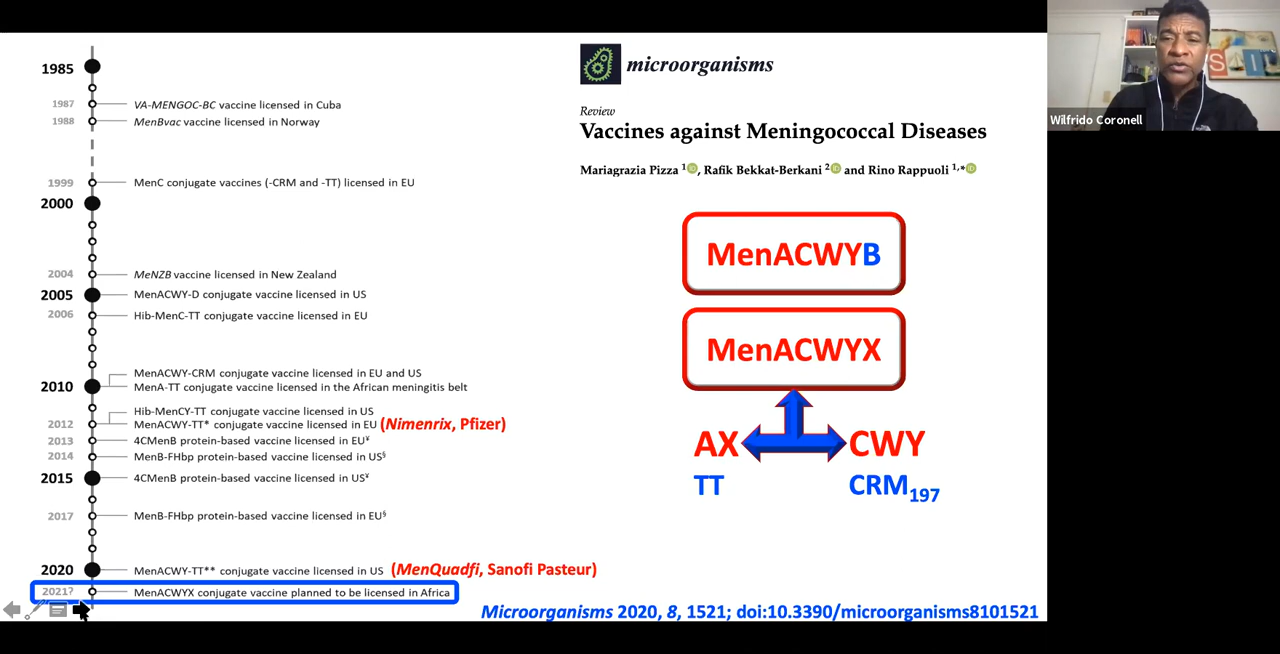 1985
1987 VA-MENGOC-BC vaccine licensed in Cuba
1988 MenBvac vaccine licensed in Norway
1999 MenC conjugate vaccines (-CRM and -TT) licensed in EU
2000
2004 MeNZB vaccine licensed in New Zealand
2005 MenACWY-D conjugate vaccine licensed in US
2006 Hib-MenC-TT conjugate vaccine licensed in EU
MenACWY-CRM conjugate vaccine licensed in EU and US
2010 MenA-TT conjugate vaccine licensed in the African meningitis belt
Hib-MenCY-TT conjugate vaccine licensed in US
2012 MenACWY-TT* conjugate vaccine licensed in EU (Nimenrix, Pfizer)
2013 4CMenB protein-based vaccine licensed in EU¥
2014 MenB-FHbp protein-based vaccine licensed in US§
2015 4CMenB protein-based vaccine licensed in US¥
2017 MenB-FHbp protein-based vaccine licensed in EU§
2020 MenACWY-TT** conjugate vaccine licensed in US (MenQuadfi, Sanofi Pasteur)
2021? MenACWYX conjugate vaccine planned to be licensed in Africa
microorganisms
Review
Vaccines against Meningococcal Diseases
Mariagrazia Pizza 1, Rafik Bekkat-Berkani 2 and Rino Rappuoli 1,*
MenACWYB
MenACWYX
AX CWY
TT CRM197
Microorganisms 2020, 8, 1521; doi:10.3390/microorganisms8101521
Wilfrido Coronell